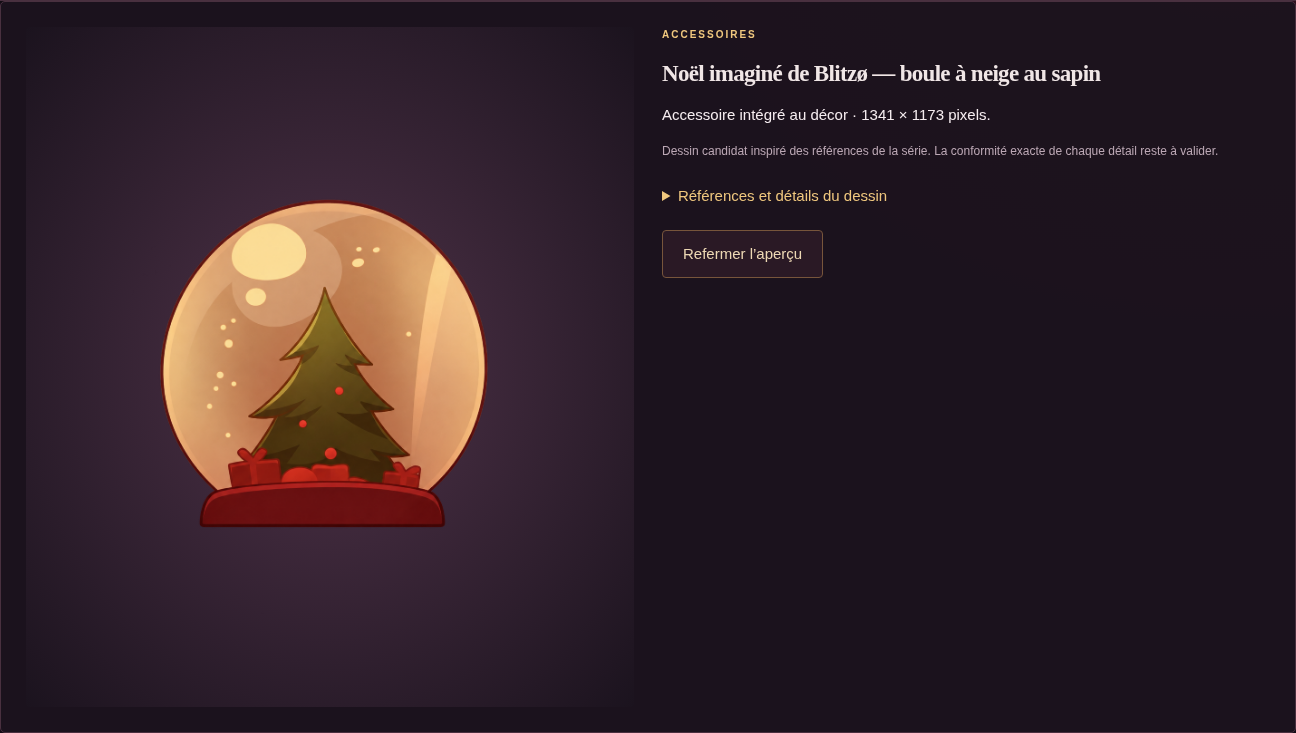 ACCESSOIRES
Noël imaginé de Blitzø — boule à neige au sapin
Accessoire intégré au décor · 1341 × 1173 pixels.
Dessin candidat inspiré des références de la série. La conformité exacte de chaque détail reste à valider.
Références et détails du dessin
Refermer l’aperçu